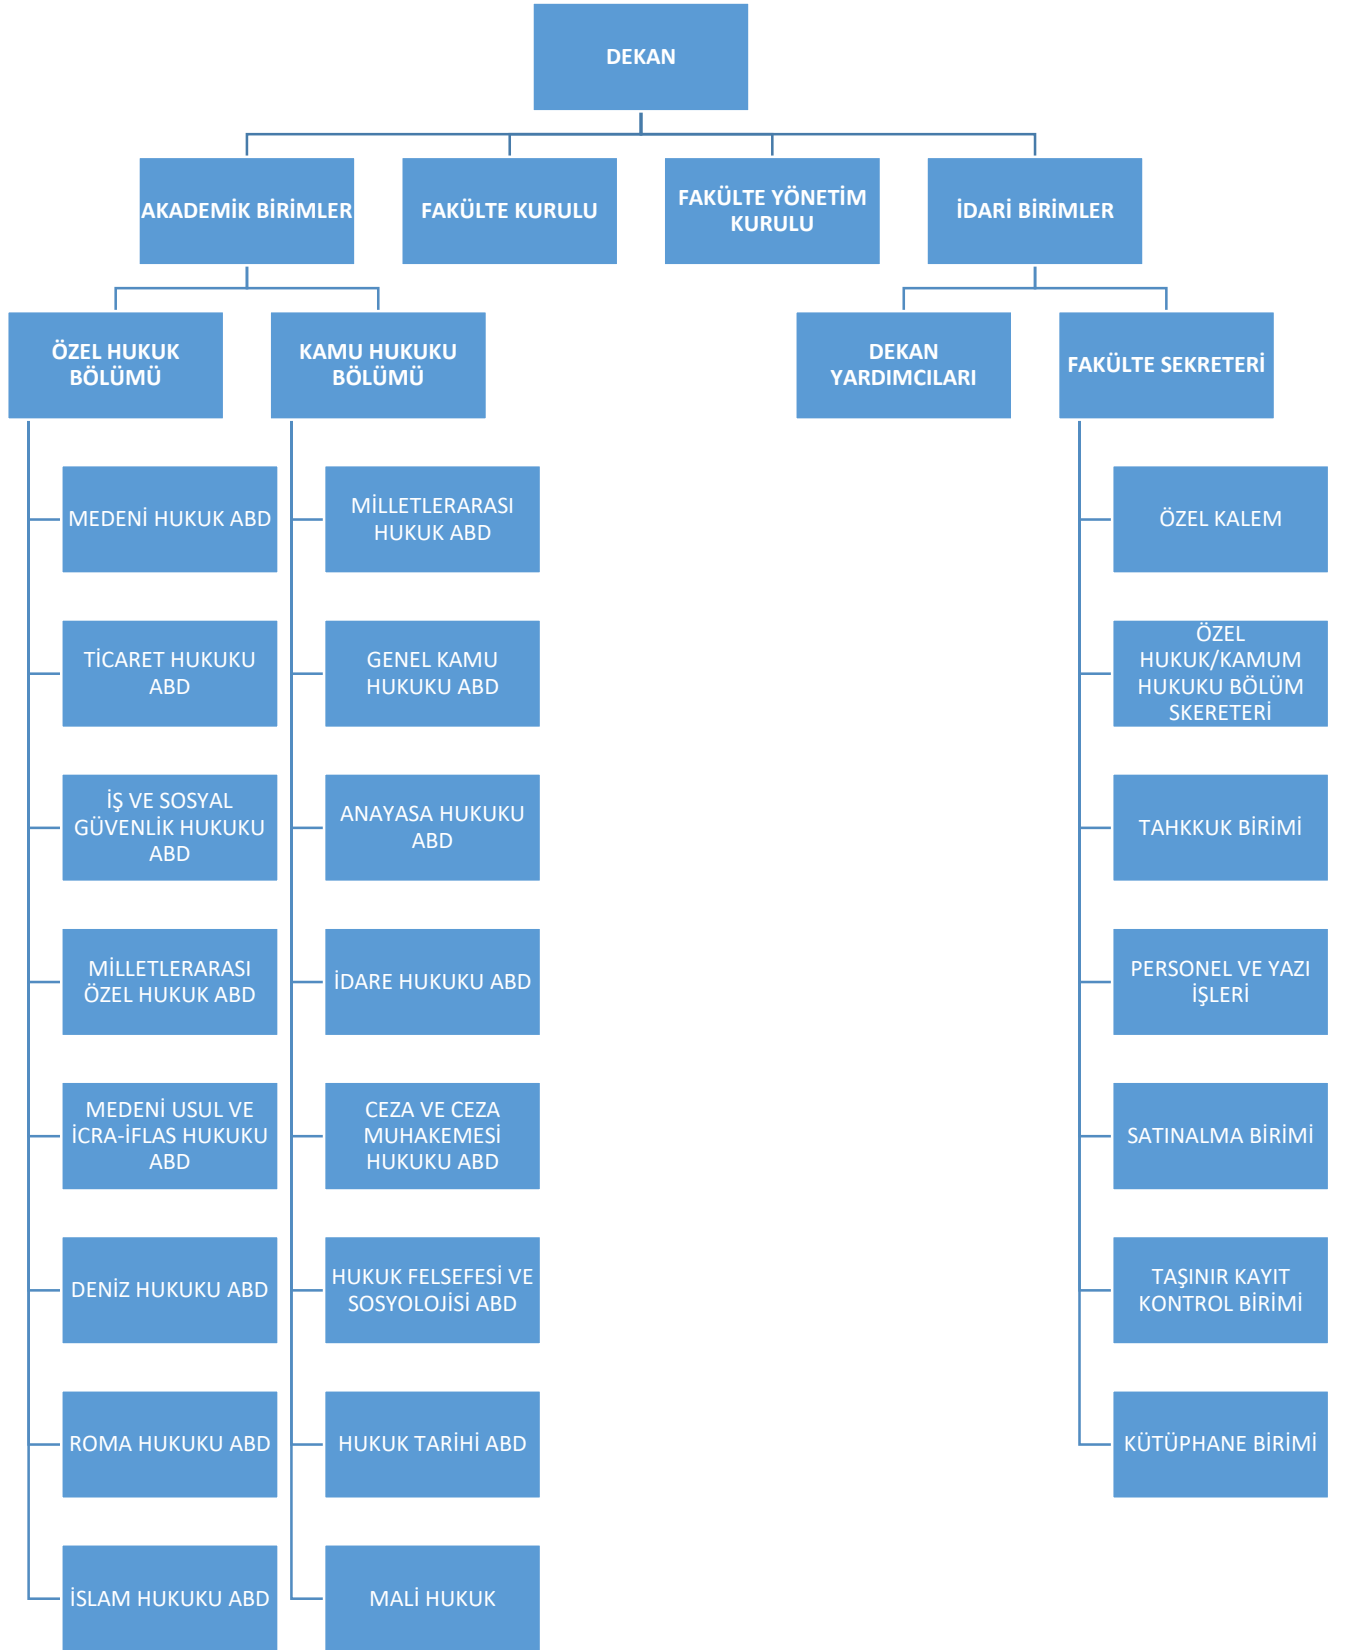 DEKAN
AKADEMİK BİRİMLER
FAKÜLTE KURULU
FAKÜLTE YÖNETİM
KURULU
İDARİ BİRİMLER
ÖZEL HUKUK
BÖLÜMÜ
KAMU HUKUKU
BÖLÜMÜ
DEKAN
YARDIMCILARI
FAKÜLTE SEKRETERİ
MEDENİ HUKUK ABD
TİCARET HUKUKU
ABD
İŞ VE SOSYAL
GÜVENLİK HUKUKU
ABD
MİLLETLERARASI
ÖZEL HUKUK ABD
MEDENİ USUL VE
İCRA-İFLAS HUKUKU
ABD
DENİZ HUKUKU ABD
ROMA HUKUKU ABD
İSLAM HUKUKU ABD
MİLLETLERARASI
HUKUK ABD
GENEL KAMU
HUKUKU ABD
ANAYASA HUKUKU
ABD
İDARE HUKUKU ABD
CEZA VE CEZA
MUHAKEMESİ
HUKUKU ABD
HUKUK FELSEFESİ VE
SOSYOLOJİSİ ABD
HUKUK TARİHİ ABD
MALİ HUKUK
ÖZEL KALEM
ÖZEL
HUKUK/KAMUM
HUKUKU BÖLÜM
SKERETERİ
TAHKKUK BİRİMİ
PERSONEL VE YAZI
İŞLERİ
SATINALMA BİRİMİ
TAŞINIR KAYIT
KONTROL BİRİMİ
KÜTÜPHANE BİRİMİ